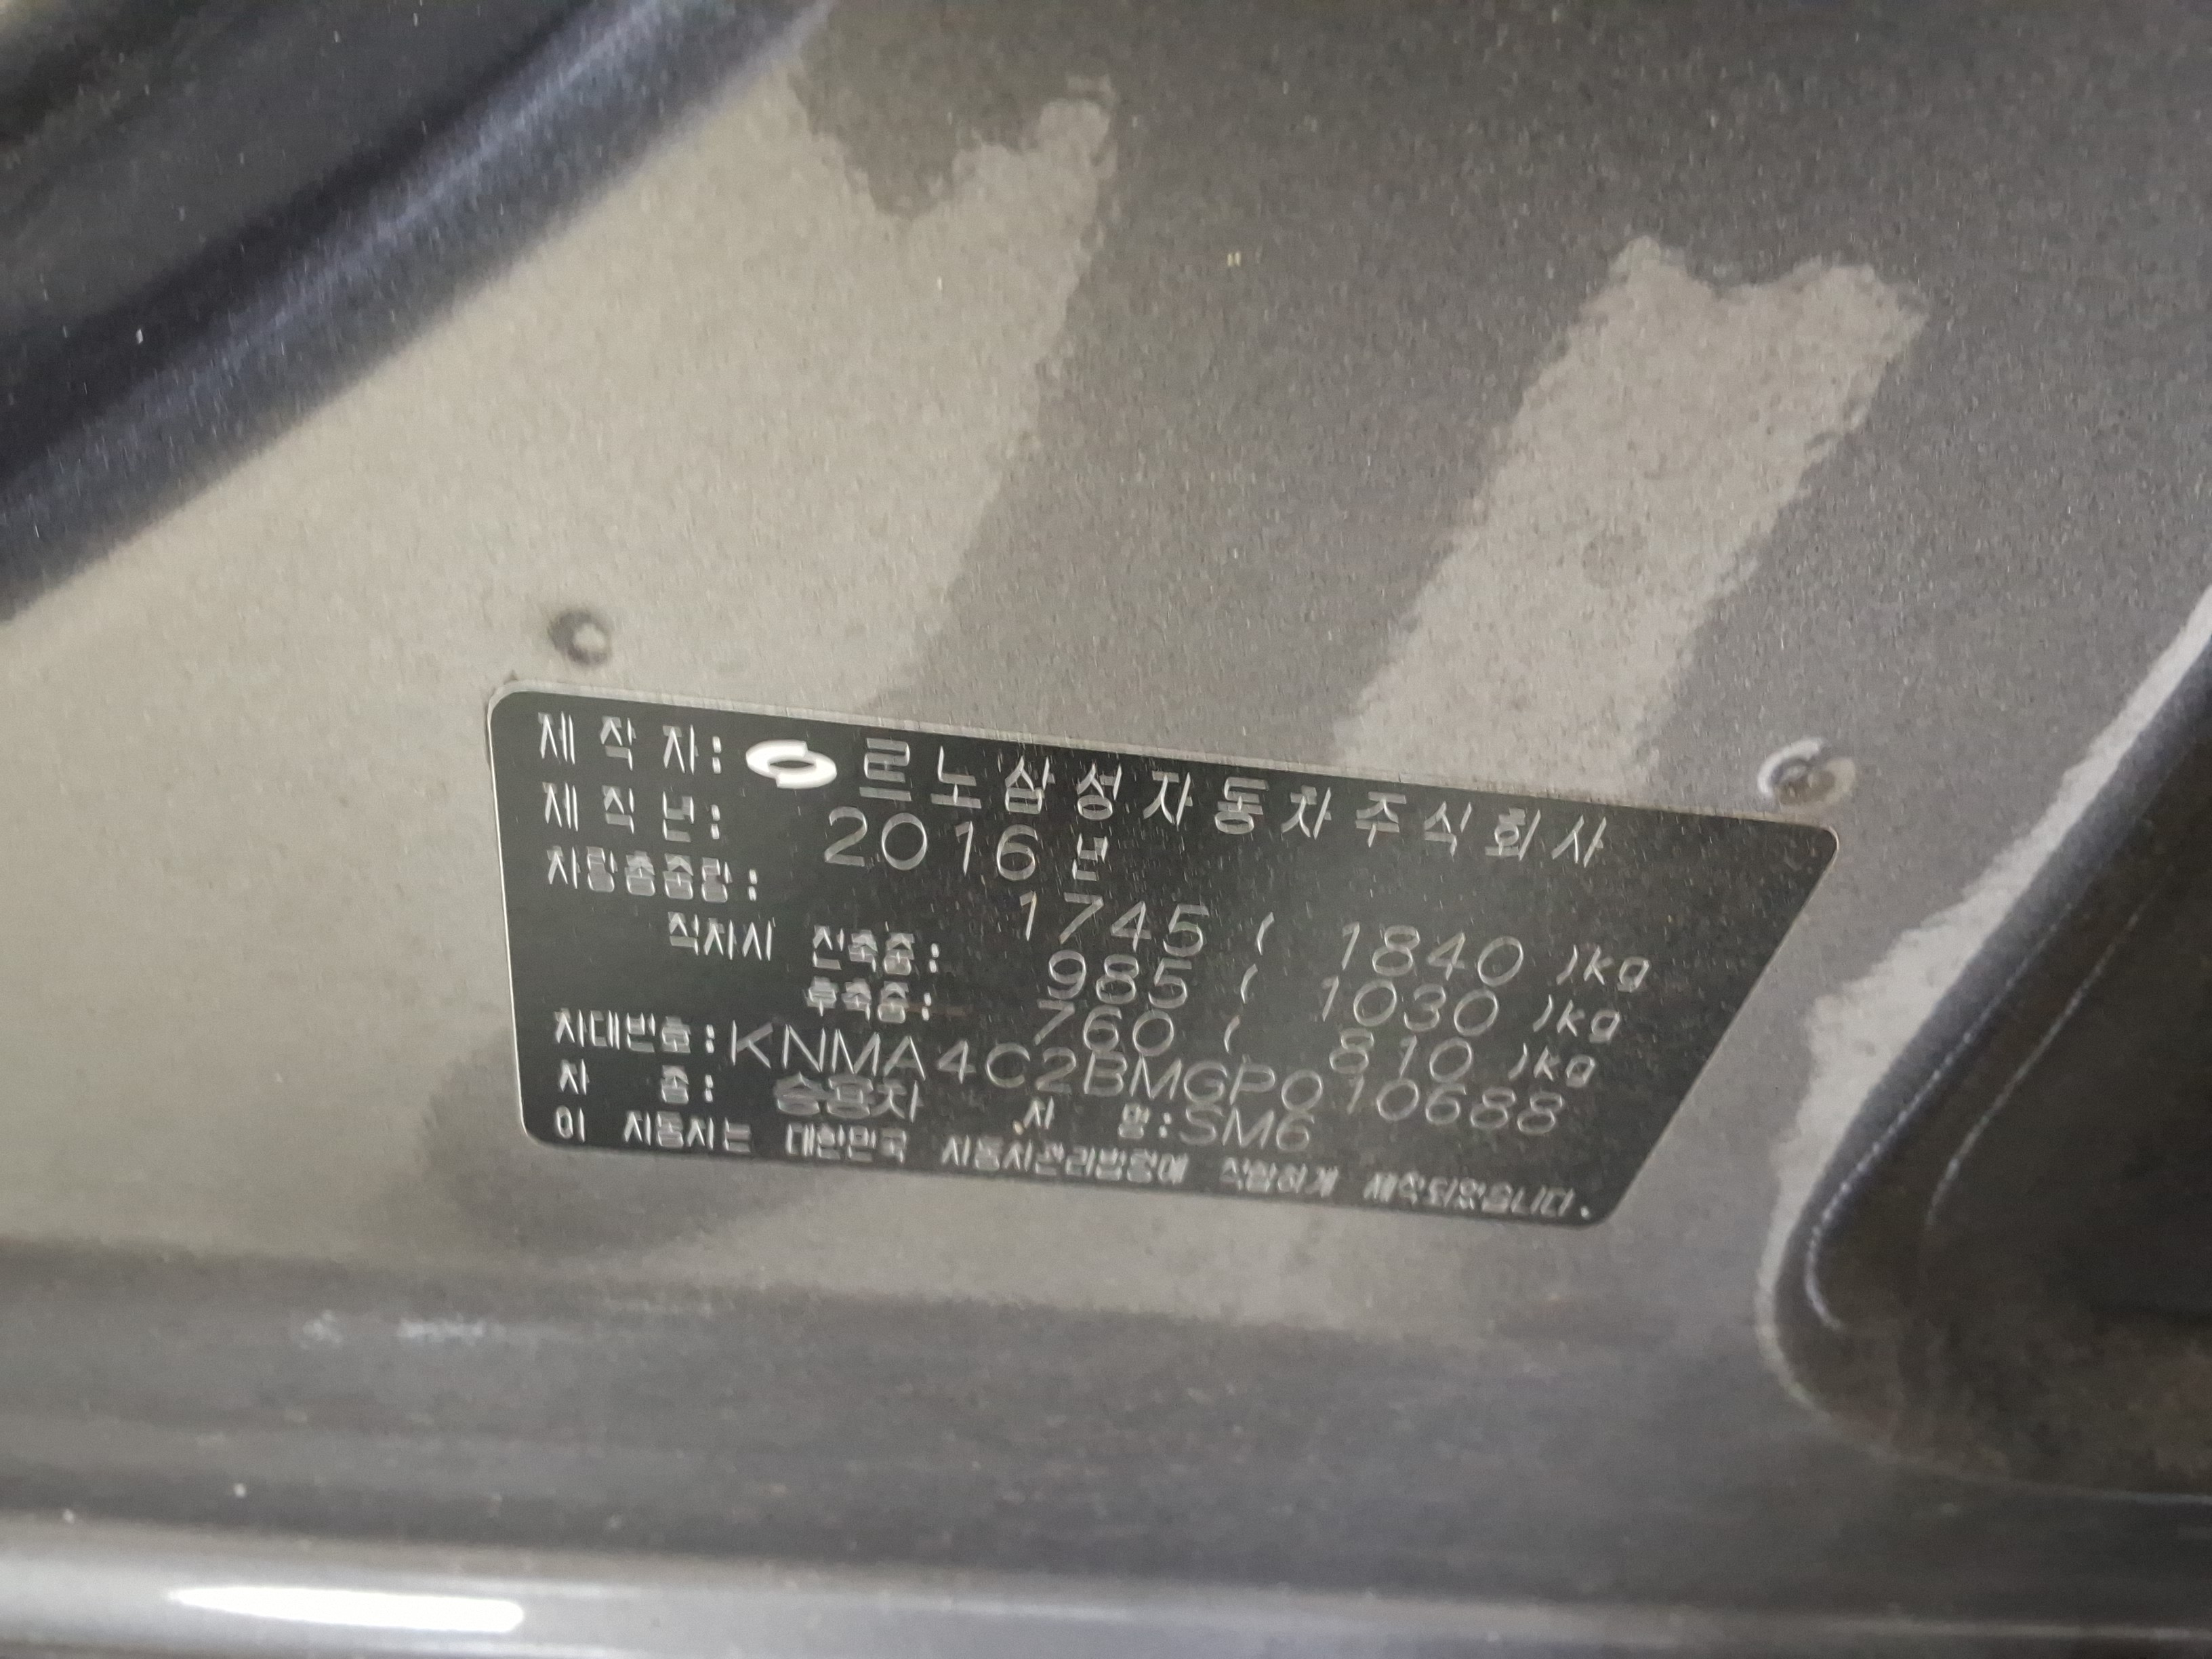 제 작 자: 르노삼성자동차주식회사
제 작 년: 2016년
차량총중량: 1745 ( 1840 )kg
적차시 전축중: 985 ( 1030 )kg
후축중: 760 ( 810 )kg
차대번호: KNMA4C2BMGP010688
차 종: 승용차 차 명: SM6
이 자동차는 대한민국 자동차관리법령에 적합하게 제작되었습니다.